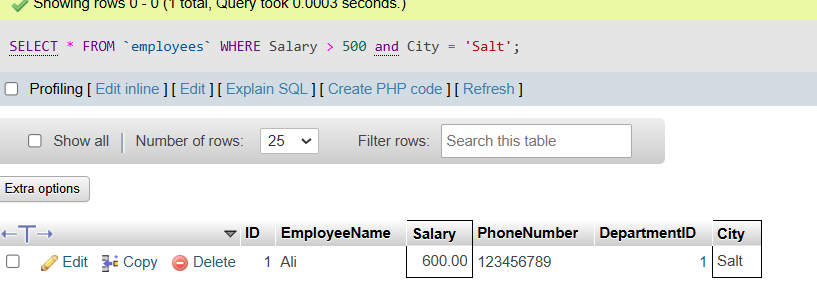 Showing rows 0 - 0 (1 total, Query took 0.0003 seconds.)
SELECT * FROM `employees` WHERE Salary > 500 and City = 'Salt';
Profiling [ Edit inline ] [ Edit ] [ Explain SQL ] [ Create PHP code ] [ Refresh ]
Show all Number of rows: 25 Filter rows: Search this table
Extra options
←T→ ID EmployeeName Salary PhoneNumber DepartmentID City
Edit Copy Delete 1 Ali 600.00 123456789 1 Salt